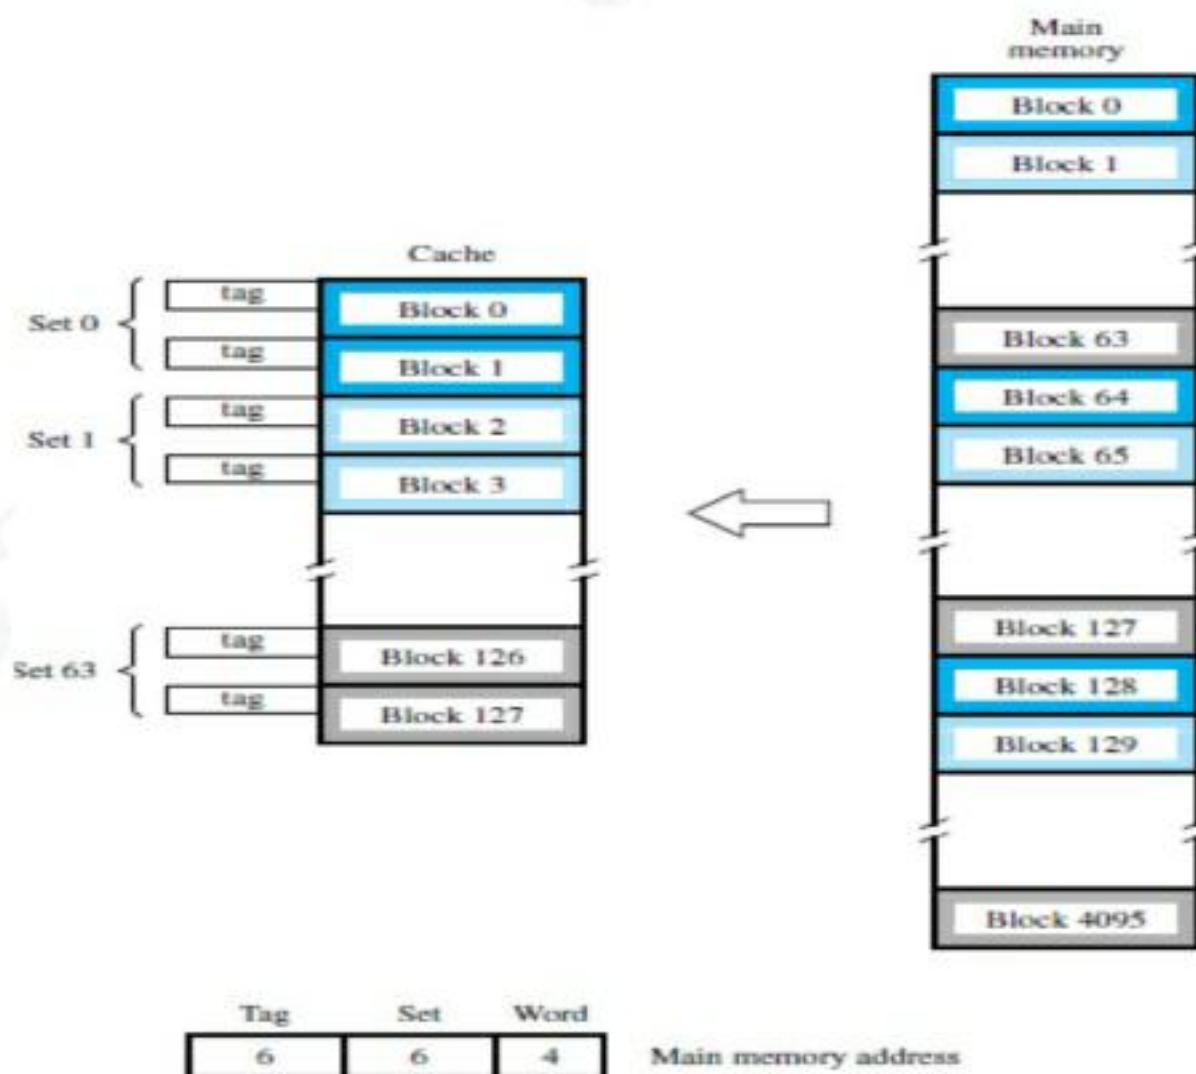 Main
memory
Block 0
Block 1
Block 63
Block 64
Block 65
Block 127
Block 128
Block 129
Block 4095
Cache
Set 0
tag
Block 0
tag
Block 1
Set 1
tag
Block 2
tag
Block 3
Set 63
tag
Block 126
tag
Block 127
Tag Set Word
6 6 4 Main memory address